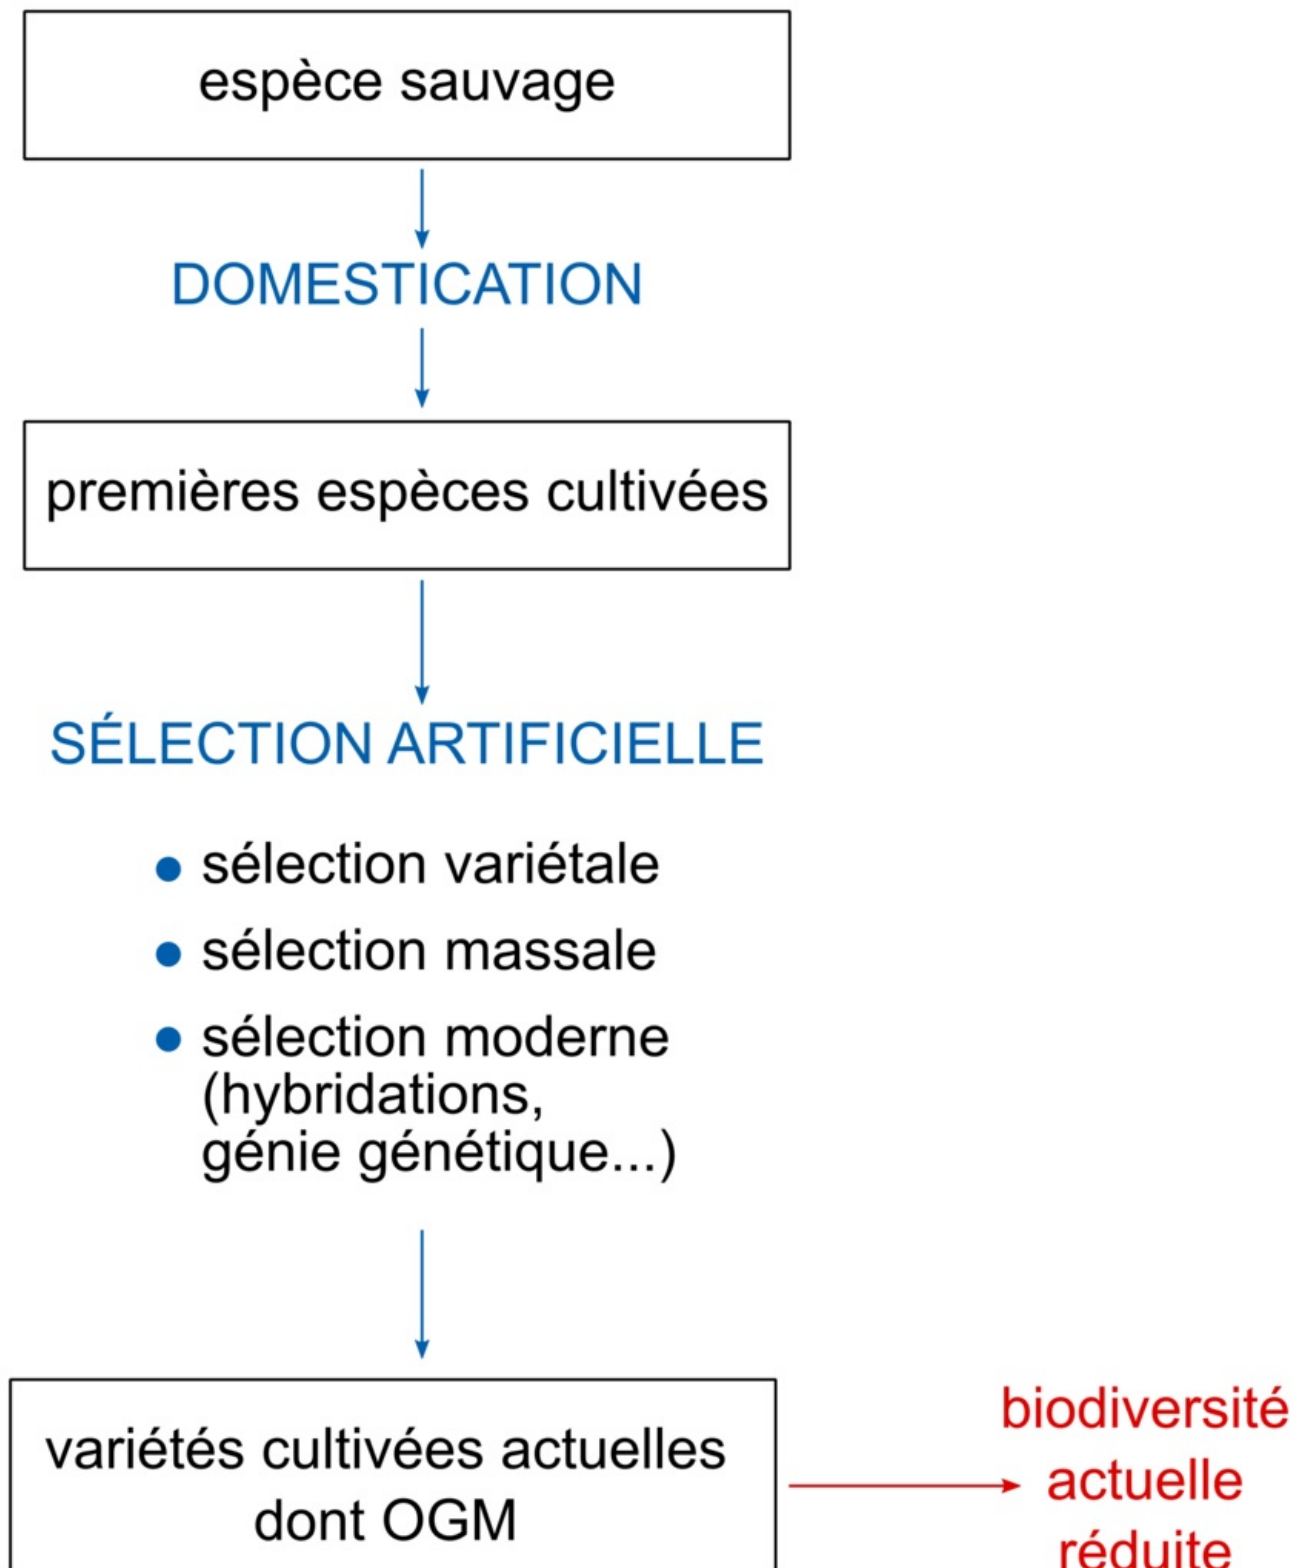 espèce sauvage
DOMESTICATION
premières espèces cultivées
SÉLECTION ARTIFICIELLE
● sélection variétale
● sélection massale
● sélection moderne
(hybridations,
génie génétique...)
variétés cultivées actuelles
dont OGM
biodiversité
actuelle
réduite